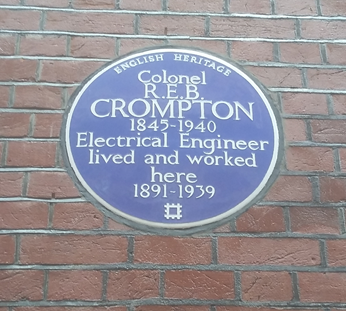 ENGLISH HERITAGE
Colonel
R.E.B.
CROMPTON
1845-1940
Electrical Engineer
lived and worked
here
1891-1939